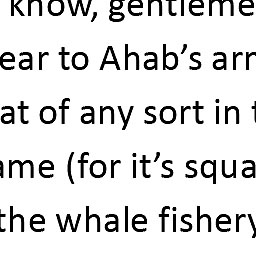 know, gentleme
ear to Ahab’s arr
at of any sort in
ame (for it’s squa
the whale fishery